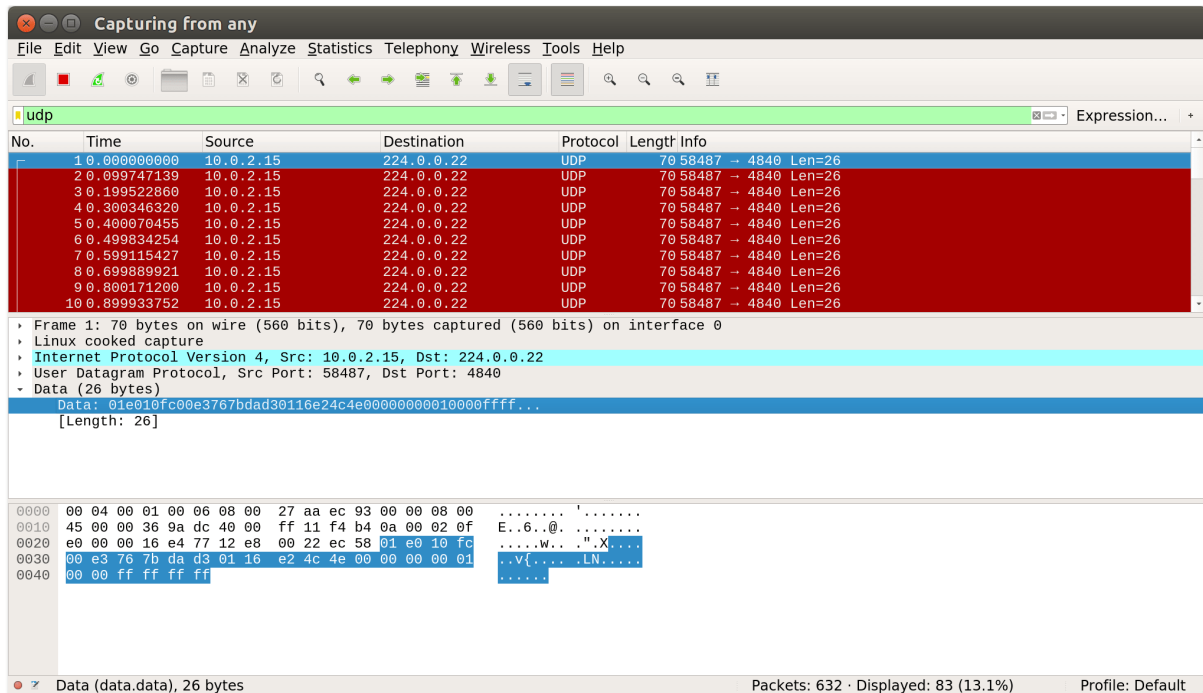 Capturing from any
File Edit View Go Capture Analyze Statistics Telephony Wireless Tools Help
udp Expression... +
No. Time Source Destination Protocol Length Info
1 0.000000000 10.0.2.15 224.0.0.22 UDP 70 58487 → 4840 Len=26
2 0.099747139 10.0.2.15 224.0.0.22 UDP 70 58487 → 4840 Len=26
3 0.199522860 10.0.2.15 224.0.0.22 UDP 70 58487 → 4840 Len=26
4 0.300346320 10.0.2.15 224.0.0.22 UDP 70 58487 → 4840 Len=26
5 0.400070455 10.0.2.15 224.0.0.22 UDP 70 58487 → 4840 Len=26
6 0.499834254 10.0.2.15 224.0.0.22 UDP 70 58487 → 4840 Len=26
7 0.599115427 10.0.2.15 224.0.0.22 UDP 70 58487 → 4840 Len=26
8 0.699889921 10.0.2.15 224.0.0.22 UDP 70 58487 → 4840 Len=26
9 0.800171200 10.0.2.15 224.0.0.22 UDP 70 58487 → 4840 Len=26
10 0.899933752 10.0.2.15 224.0.0.22 UDP 70 58487 → 4840 Len=26
Frame 1: 70 bytes on wire (560 bits), 70 bytes captured (560 bits) on interface 0
Linux cooked capture
Internet Protocol Version 4, Src: 10.0.2.15, Dst: 224.0.0.22
User Datagram Protocol, Src Port: 58487, Dst Port: 4840
Data (26 bytes)
Data: 01e010fc00e3767bdad30116e24c4e00000000010000ffff...
[Length: 26]
0000 00 04 00 01 00 06 08 00 27 aa ec 93 00 00 08 00 ........ '.......
0010 45 00 00 36 9a dc 40 00 ff 11 f4 b4 0a 00 02 0f E..6..@. ........
0020 e0 00 00 16 e4 77 12 e8 00 22 ec 58 01 e0 10 fc .....w.. .".X....
0030 00 e3 76 7b da d3 01 16 e2 4c 4e 00 00 00 00 01 ..v{.... .LN.....
0040 00 00 ff ff ff ff ......
Data (data.data), 26 bytes Packets: 632 · Displayed: 83 (13.1%) Profile: Default